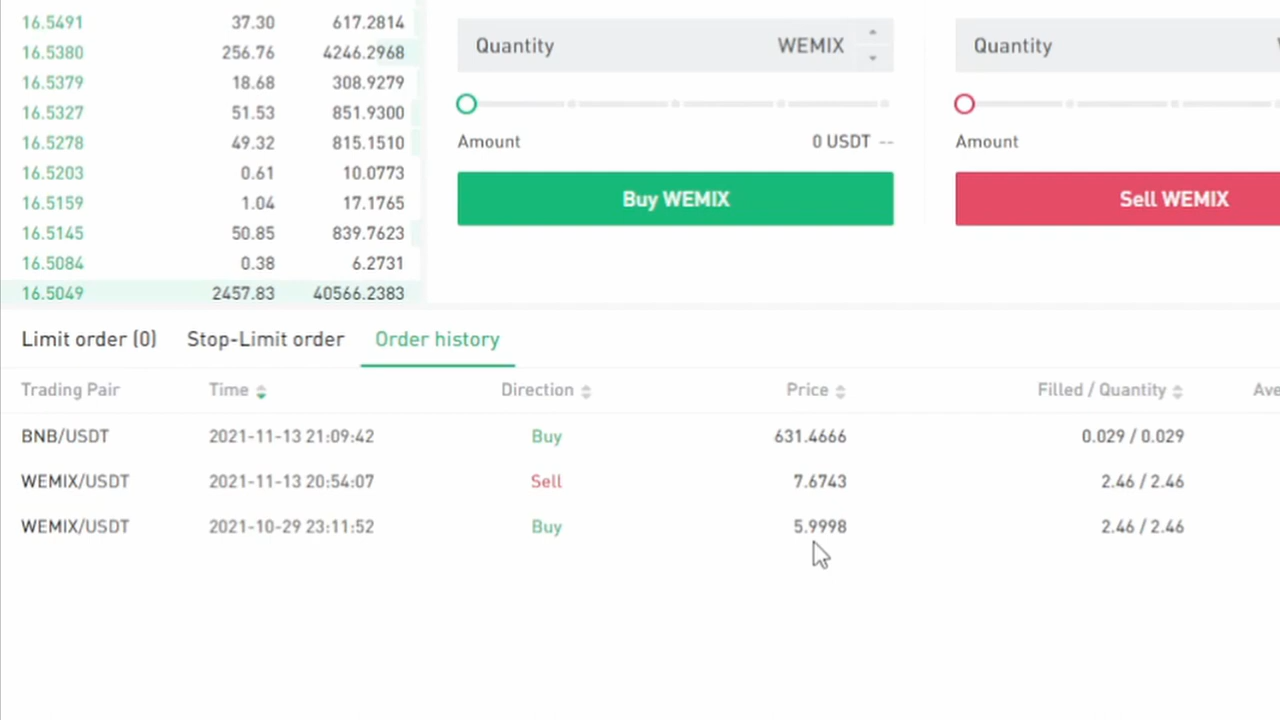 16.5491 37.30 617.2814
16.5380 256.76 4246.2968
16.5379 18.68 308.9279
16.5327 51.53 851.9300
16.5278 49.32 815.1510
16.5203 0.61 10.0773
16.5159 1.04 17.1765
16.5145 50.85 839.7623
16.5084 0.38 6.2731
16.5049 2457.83 40566.2383
Quantity WEMIX
Amount 0 USDT --
Buy WEMIX
Quantity
Amount
Sell WEMIX
Limit order (0) Stop-Limit order Order history
Trading Pair Time Direction Price Filled / Quantity Ave
BNB/USDT 2021-11-13 21:09:42 Buy 631.4666 0.029 / 0.029
WEMIX/USDT 2021-11-13 20:54:07 Sell 7.6743 2.46 / 2.46
WEMIX/USDT 2021-10-29 23:11:52 Buy 5.9998 2.46 / 2.46